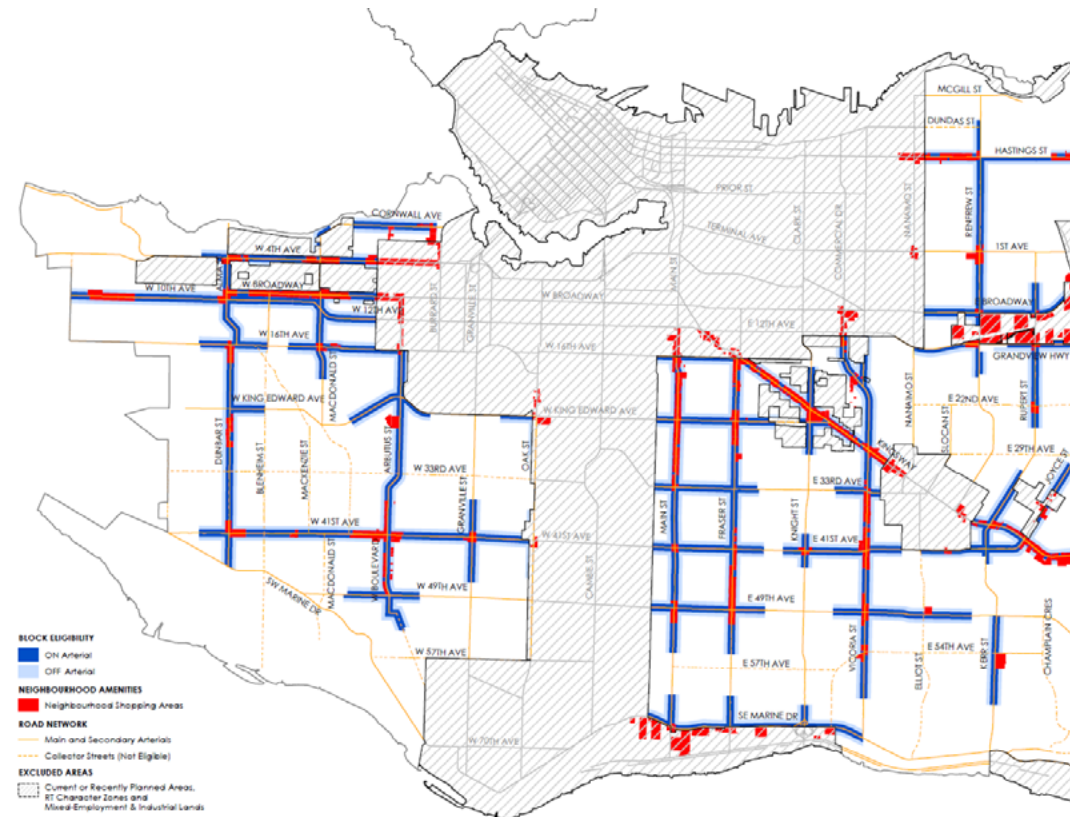 MCGILL ST
DUNDAS ST
HASTINGS ST
PRIOR ST
NANAIMO ST
RENFREW ST
CLARK ST
COMMERCIAL DR
TERMINAL AVE
MAIN ST
CORNWALL AVE
W 4TH AVE
ALMA
1ST AVE
W 10TH AVE
W BROADWAY
W BROADWAY
E BROADWAY
BURRARD ST
GRANVILLE ST
W 12TH AVE
E 12TH AVE
W 16TH AVE
W 16TH AVE
GRANDVIEW HWY
MACDONALD ST
NANAIMO ST
SLOCAN ST
RUPERT ST
W KING EDWARD AVE
W KING EDWARD AVE
E 22ND AVE
DUNBAR ST
BLENHEIM ST
MACKENZIE ST
ARBUTUS ST
OAK ST
KINGSWAY
E 29TH AVE
JOYCE ST
W 33RD AVE
E 33RD AVE
GRANVILLE ST
MAIN ST
FRASER ST
KNIGHT ST
W 41ST AVE
W 41ST AVE
E 41ST AVE
MACDONALD ST
W BOULEVARD
CAMBIE ST
W 49TH AVE
E 49TH AVE
SW MARINE DR
VICORIA ST
ELLIOT ST
KERR ST
CHAMPLAIN CRES
E 54TH AVE
W 57TH AVE
E 57TH AVE
SE MARINE DR
W 70TH AVE
BLOCK ELIGIBILITY
ON Arterial
OFF Arterial
NEIGHBOURHOOD AMENITIES
Neighbourhood Shopping Areas
ROAD NETWORK
Main and Secondary Arterials
Collector Streets (Not Eligible)
EXCLUDED AREAS
Current or Recently Planned Areas,
RT Character Zones and
Mixed-Employment & Industrial Lands